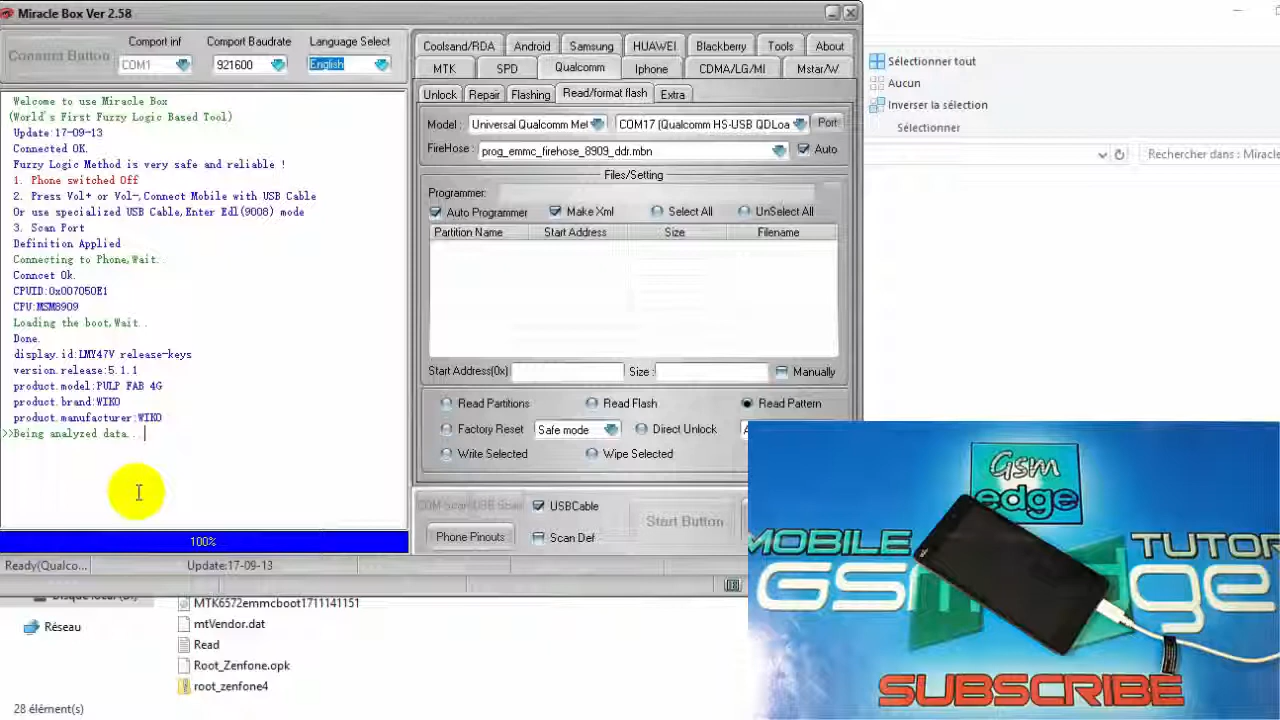 Miracle Box Ver 2.58
Connect Button
Comport inf
COM1
Comport Baudrate
921600
Language Select
English
Welcome to use Miracle Box
(World's First Fuzzy Logic Based Tool)
Update:17-09-13
Connected OK.
Fuzzy Logic Method is very safe and reliable !
1. Phone switched Off
2. Press Vol+ or Vol-,Connect Mobile with USB Cable
Or use specialized USB Cable,Enter Edl(9008) mode
3. Scan Port
Definition Applied
Connecting to Phone,Wait.
Conncet Ok.
CPUID:0x007050E1
CPU:MSM8909
Loading the boot,Wait..
Done.
display.id:LMY47V release-keys
version.release:5.1.1
product.model:PULP FAB 4G
product.brand:WIKO
product.manufacturer:WIKO
>>Being analyzed data...
100%
Ready(Qualco...
Update:17-09-13
Coolsand/RDA Android Samsung HUAWEI Blackberry Tools About
MTK SPD Qualcomm Iphone CDMA/LG/MI Mstar/W
Unlock Repair Flashing Read/format flash Extra
Model : Universal Qualcomm Met COM17 (Qualcomm HS-USB QDLoa Port
FireHose : prog_emmc_firehose_8909_ddr.mbn Auto
Files/Setting
Programmer:
Auto Programmer Make Xml Select All UnSelect All
Partition Name Start Address Size Filename
Start Address(0x) Size : Manually
Read Partitions Read Flash Read Pattern
Factory Reset Safe mode Direct Unlock
Write Selected Wipe Selected
USBCable
Start Button
Phone Pinouts
Scan Def
Sélectionner tout
Aucun
Inverser la sélection
Sélectionner
Rechercher dans : Miracle
Réseau
MTK6572emmcboot1711141151
mtVendor.dat
Read
Root_Zenfone.opk
root_zenfone4
28 élément(s)
Gsm
edge
MOBILE TUTOR
SUBSCRIBE